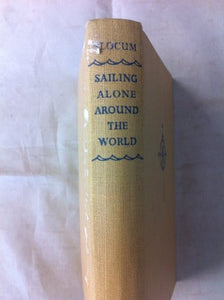 SLOCUM
SAILING
ALONE
AROUND
THE
WORLD